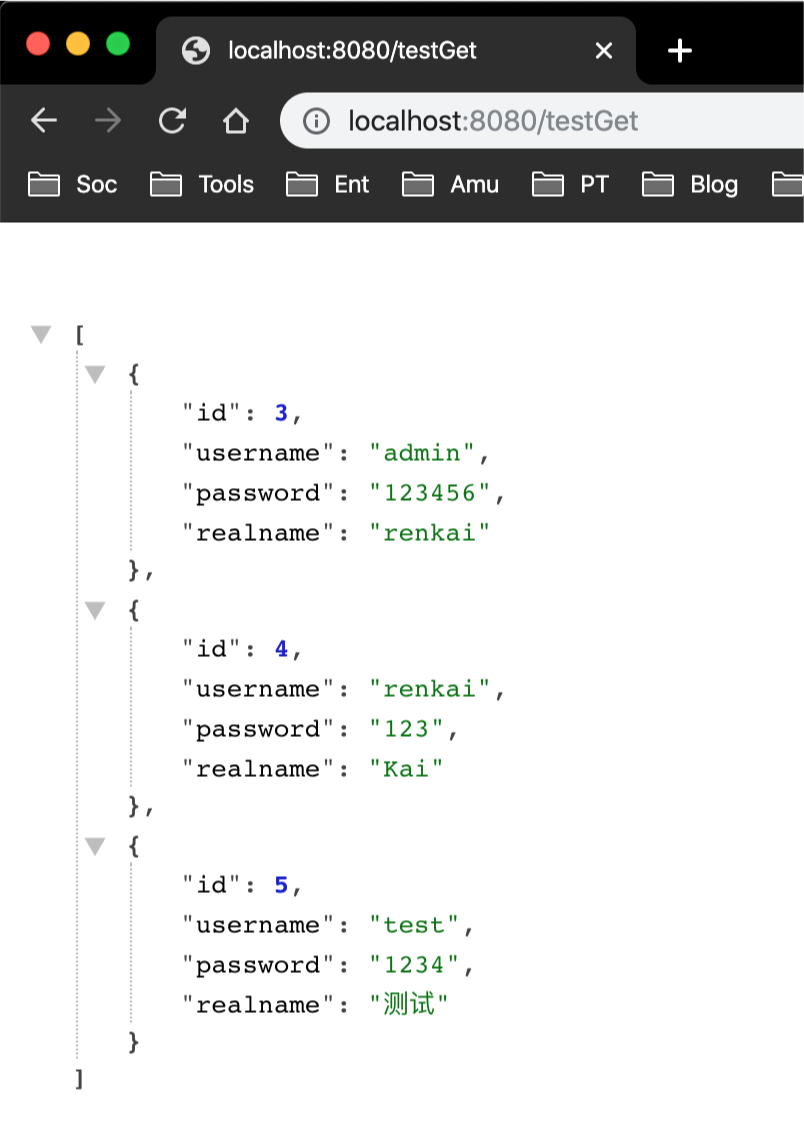 localhost:8080/testGet
localhost:8080/testGet
Soc Tools Ent Amu PT Blog
[
{
"id": 3,
"username": "admin",
"password": "123456",
"realname": "renkai"
},
{
"id": 4,
"username": "renkai",
"password": "123",
"realname": "Kai"
},
{
"id": 5,
"username": "test",
"password": "1234",
"realname": "测试"
}
]